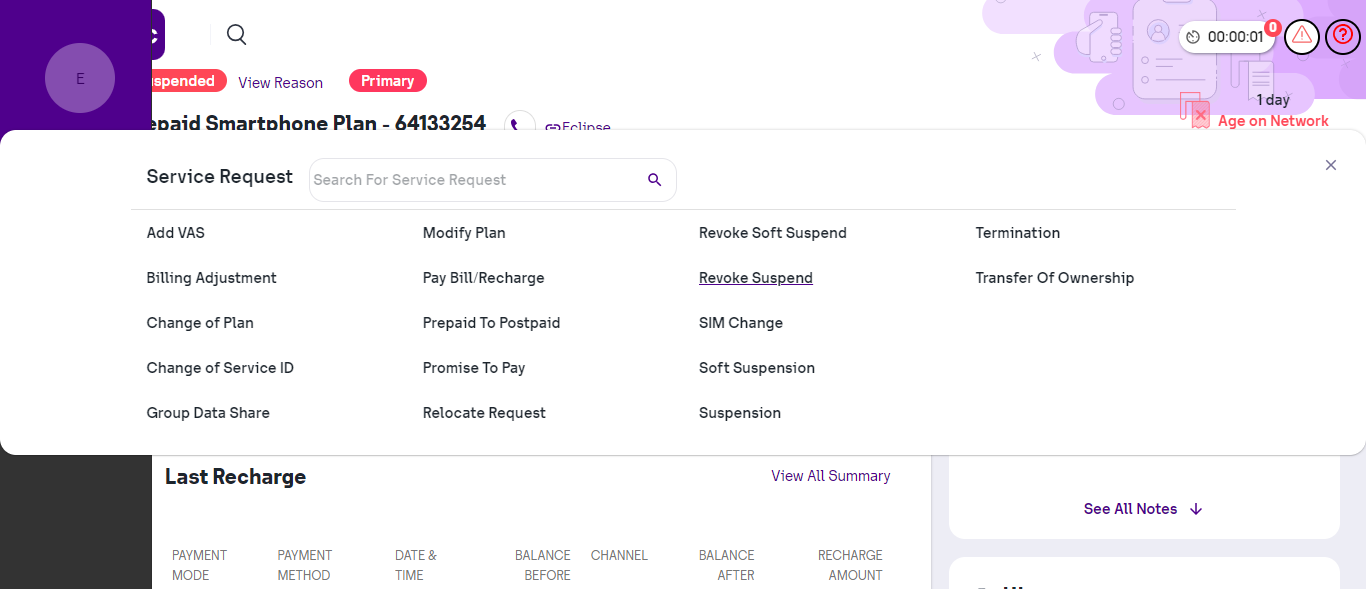 E
00:00:01
0
View Reason
Primary
Smartphone Plan - 64133254
Eclipse
1 day
Age on Network
Service Request
Search For Service Request
Add VAS
Modify Plan
Revoke Soft Suspend
Termination
Billing Adjustment
Pay Bill/Recharge
Revoke Suspend
Transfer Of Ownership
Change of Plan
Prepaid To Postpaid
SIM Change
Change of Service ID
Promise To Pay
Soft Suspension
Group Data Share
Relocate Request
Suspension
Last Recharge
View All Summary
See All Notes
PAYMENT MODE
PAYMENT METHOD
DATE & TIME
BALANCE BEFORE
CHANNEL
BALANCE AFTER
RECHARGE AMOUNT